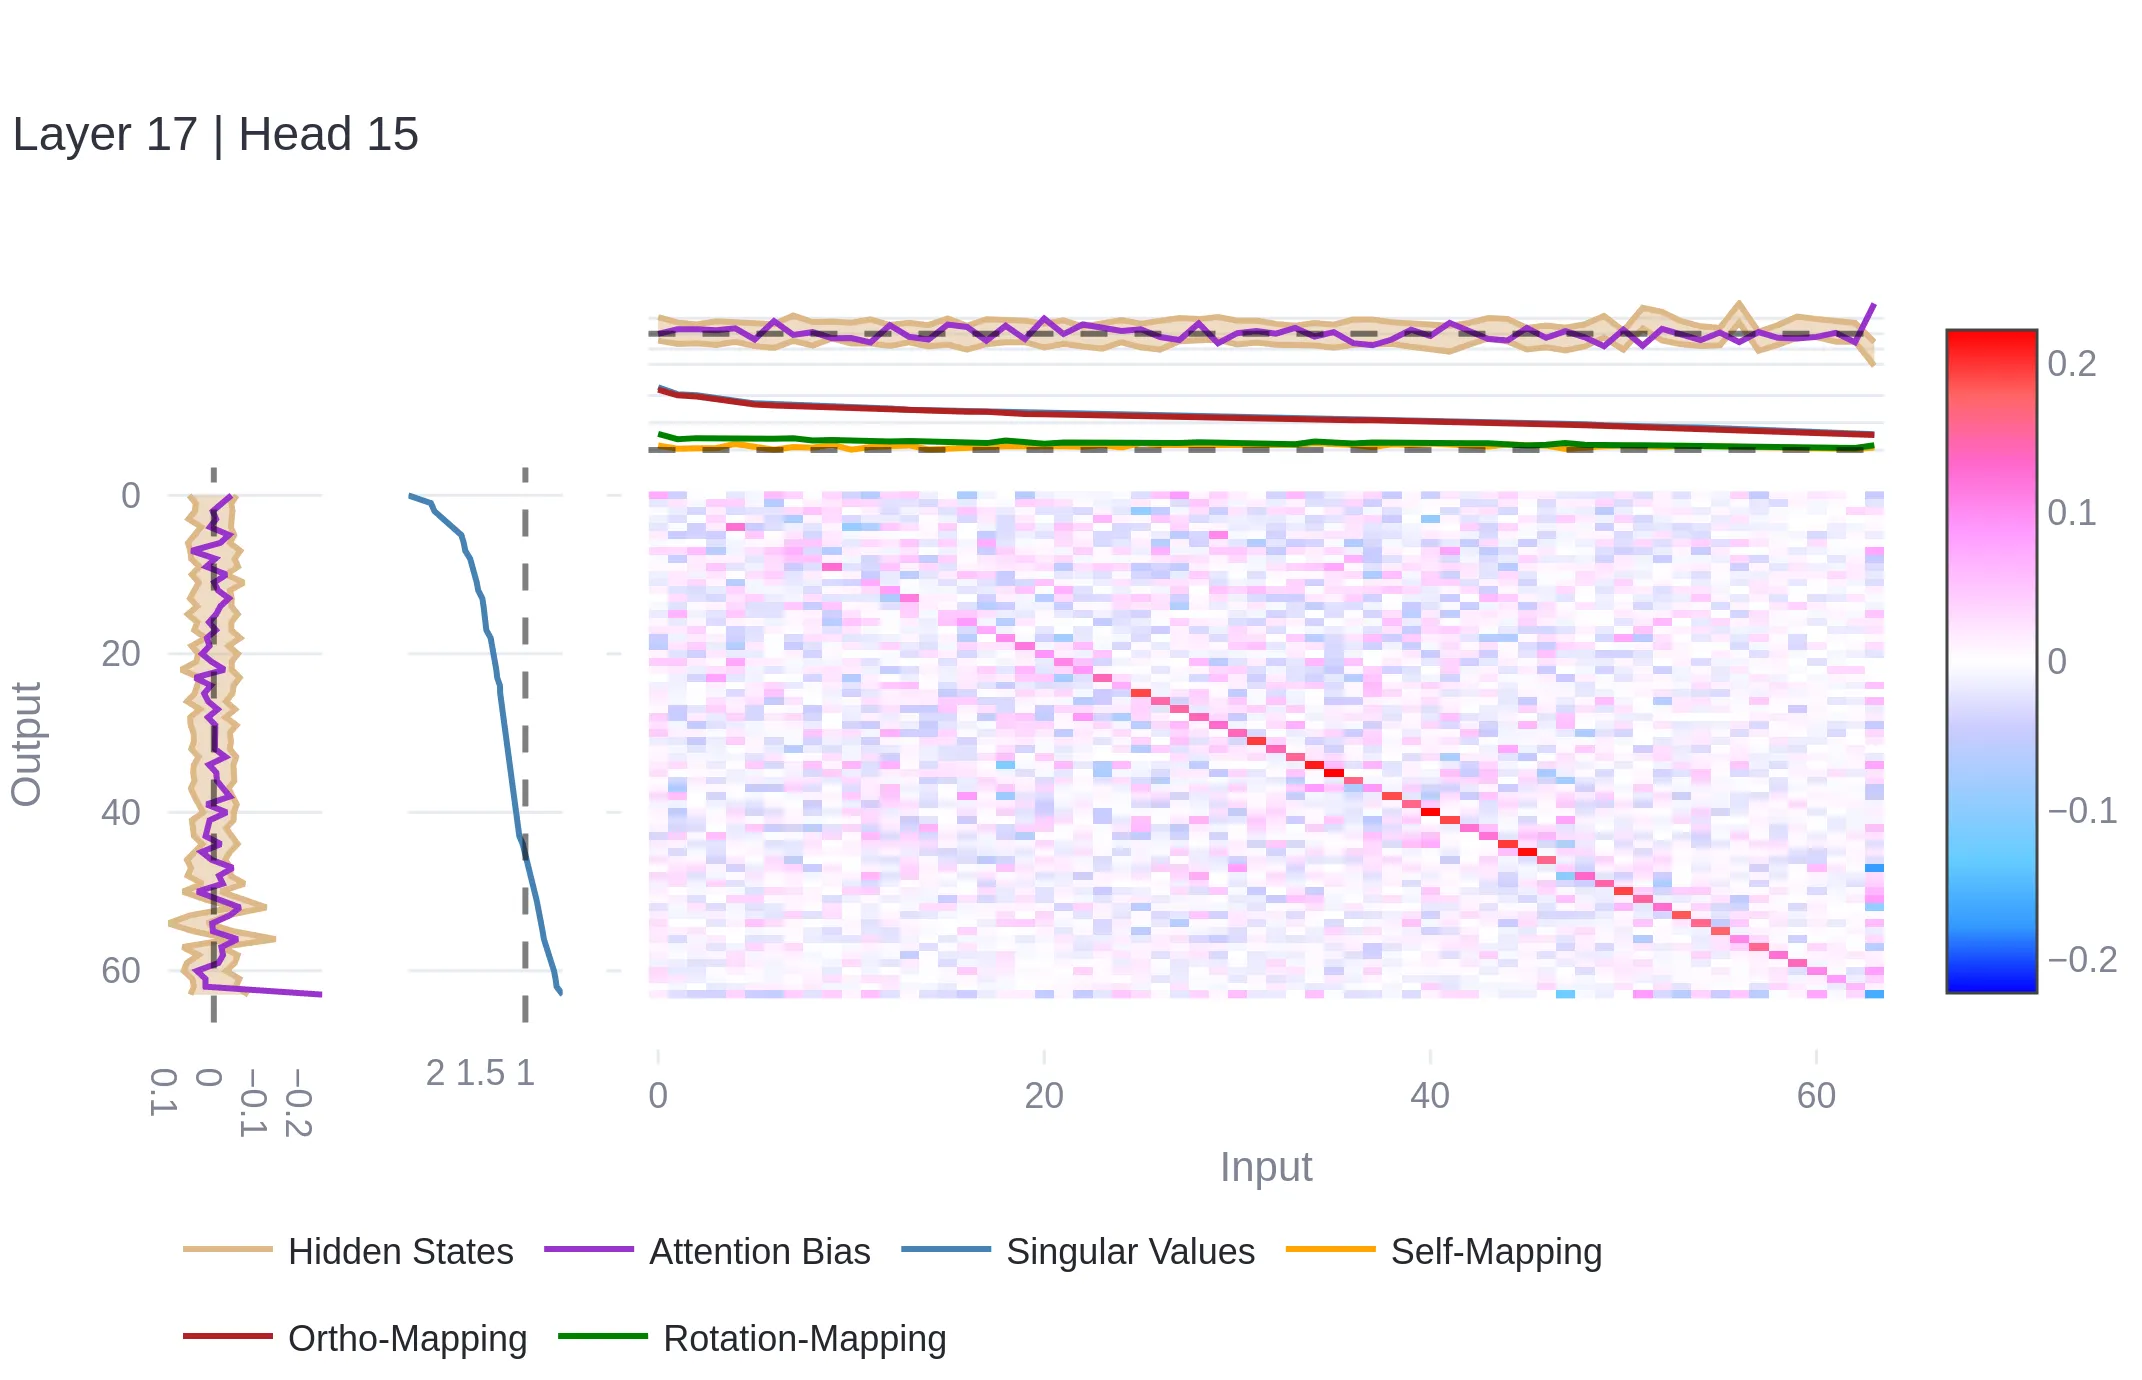 Layer 17 | Head 15
0.2
0.1
0
−0.1
−0.2
Output
0
20
40
60
0.1
0
−0.1
−0.2
2 1.5 1
0
20
40
60
Input
Hidden States
Attention Bias
Singular Values
Self-Mapping
Ortho-Mapping
Rotation-Mapping